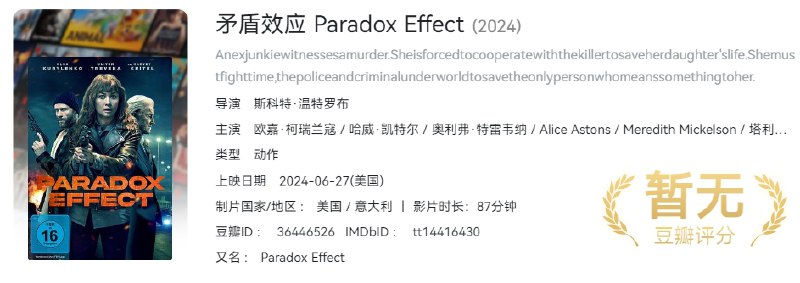 矛盾效应 Paradox Effect (2024)
Anexjunkiewitnessesamurder.Sheisforcedtocooperatewiththekillertosaveherdaughter'slife.Shemus
tfighttime,thepoliceandcriminalunderworldtosavetheonlypersonwhomeanssomethingtoher.
导演 斯科特·温特罗布
主演 欧嘉·柯瑞兰寇 / 哈威·凯特尔 / 奥利弗·特雷韦纳 / Alice Astons / Meredith Mickelson / 塔利...
类型 动作
上映日期 2024-06-27(美国)
制片国家/地区： 美国 / 意大利 丨 影片时长：87分钟
豆瓣ID： 36446526 IMDbID： tt14416430
又名： Paradox Effect
暂无
豆瓣评分
ANIMAL
OLGA KURYLENKO
OLIVER TREVENA
HARVEY KEITEL
PARADOX
EFFECT
16